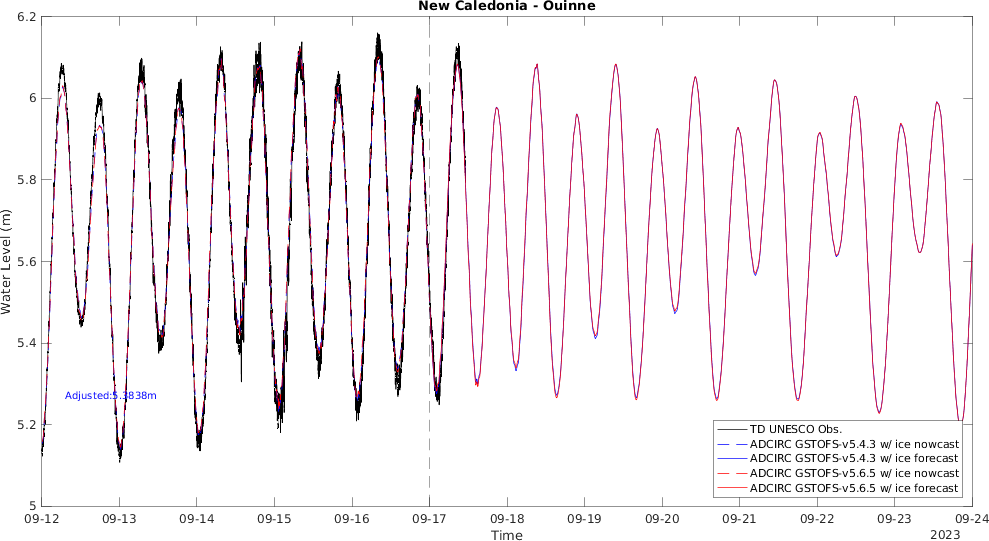 New Caledonia - Ouinne
6.2
6
5.8
5.6
5.4
5.2
5
Water Level (m)
Adjusted:5.3838m
TD UNESCO Obs.
ADCIRC GSTOFS-v5.4.3 w/ ice nowcast
ADCIRC GSTOFS-v5.4.3 w/ ice forecast
ADCIRC GSTOFS-v5.6.5 w/ ice nowcast
ADCIRC GSTOFS-v5.6.5 w/ ice forecast
09-12 09-13 09-14 09-15 09-16 09-17 09-18 09-19 09-20 09-21 09-22 09-23 09-24
Time
2023